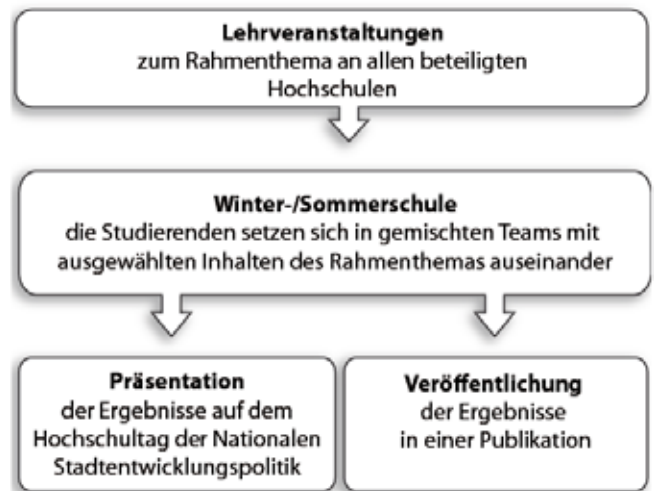 Lehrveranstaltungen
zum Rahmenthema an allen beteiligten
Hochschulen
Winter-/Sommerschule
die Studierenden setzen sich in gemischten Teams mit
ausgewählten Inhalten des Rahmenthemas auseinander
Präsentation
der Ergebnisse auf dem
Hochschultag der Nationalen
Stadtentwicklungspolitik
Veröffentlichung
der Ergebnisse
in einer Publikation